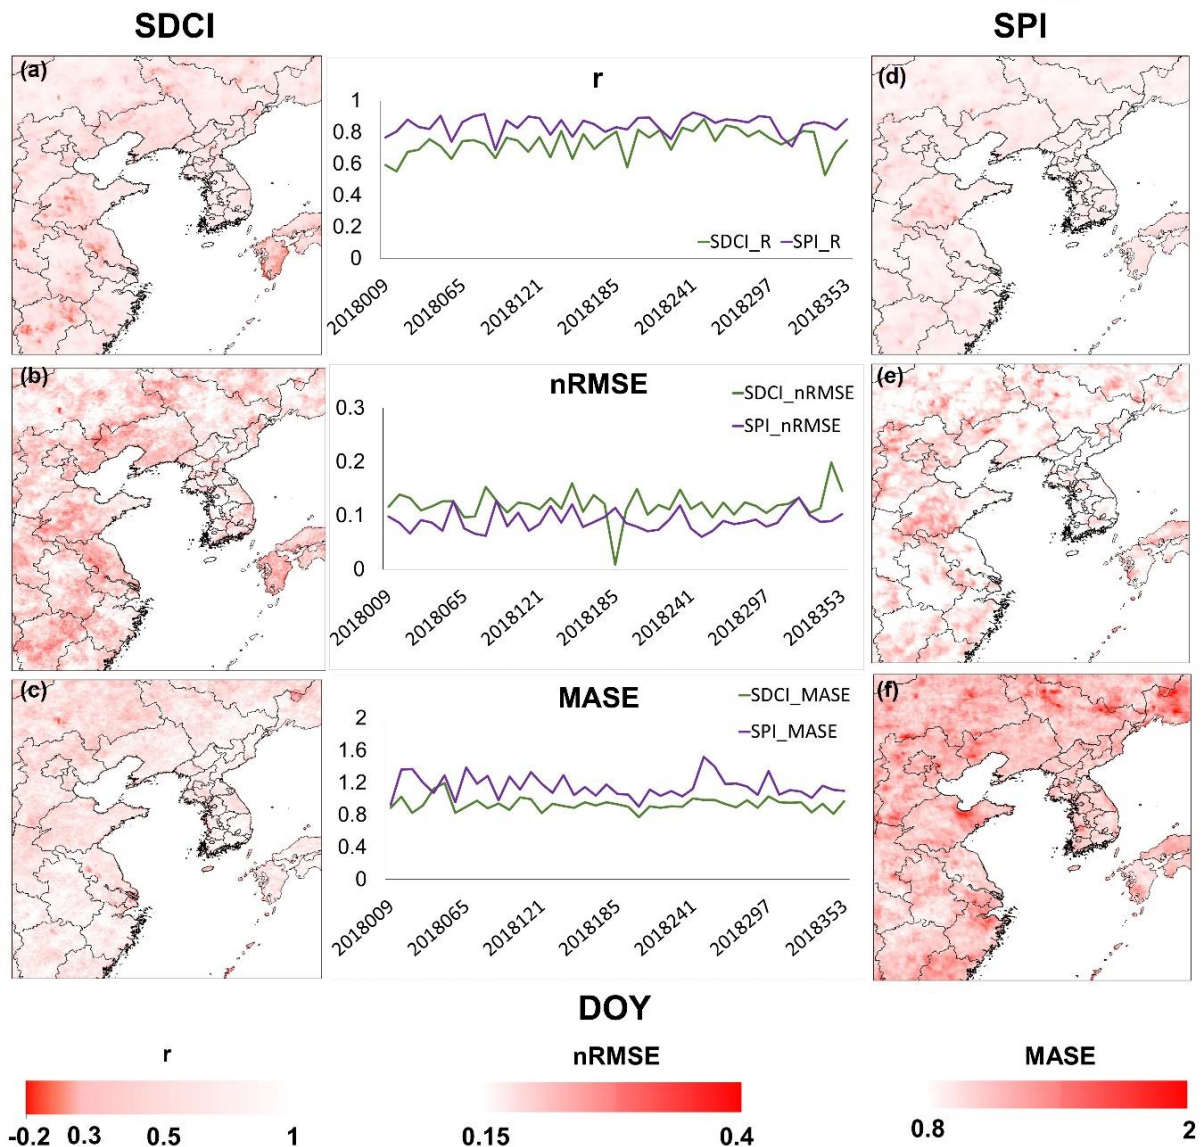 SDCI
SPI
(a)
r
1
0.8
0.6
0.4
0.2
0
SDCI_R SPI_R
2018009 2018065 2018121 2018185 2018241 2018297 2018353
(d)
(b)
nRMSE
SDCI_nRMSE
SPI_nRMSE
0.3
0.2
0.1
0
2018009 2018065 2018121 2018185 2018241 2018297 2018353
(e)
(c)
MASE
SDCI_MASE
SPI_MASE
2
1.6
1.2
0.8
0.4
0
2018009 2018065 2018121 2018185 2018241 2018297 2018353
(f)
DOY
r
-0.2 0.3 0.5 1
nRMSE
0.15 0.4
MASE
0.8 2